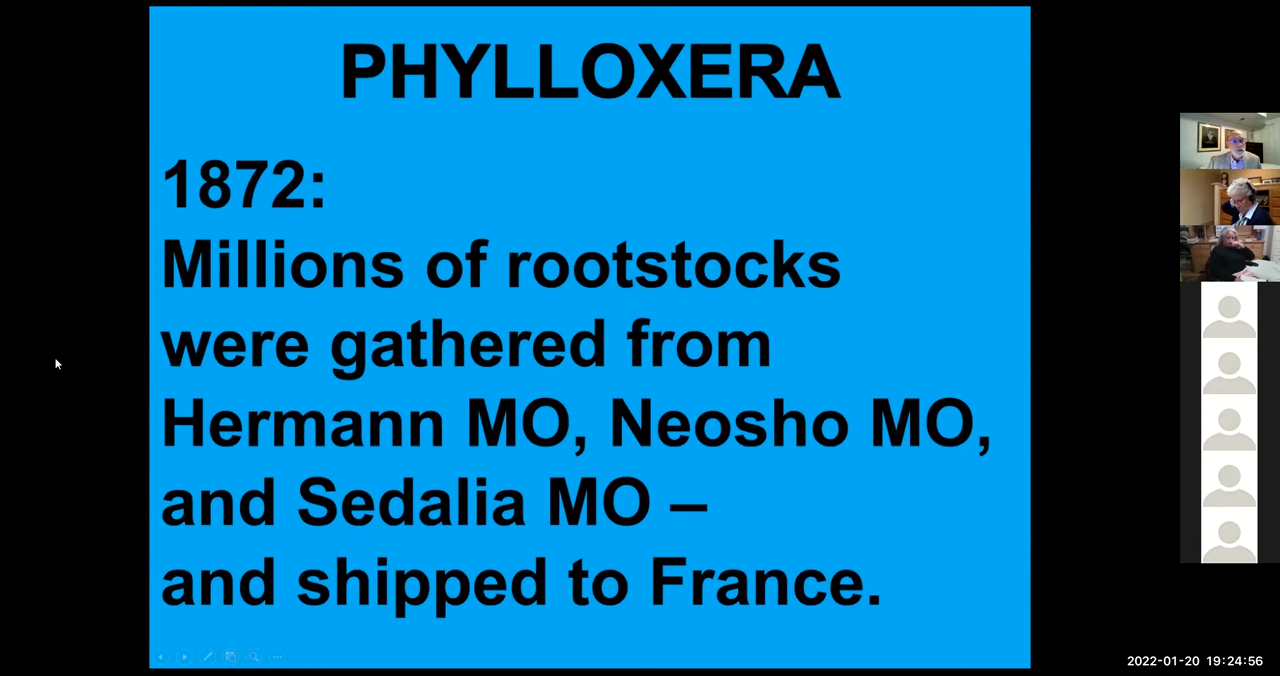 PHYLLOXERA
1872:
Millions of rootstocks
were gathered from
Hermann MO, Neosho MO,
and Sedalia MO –
and shipped to France.
2022-01-20 19:24:56